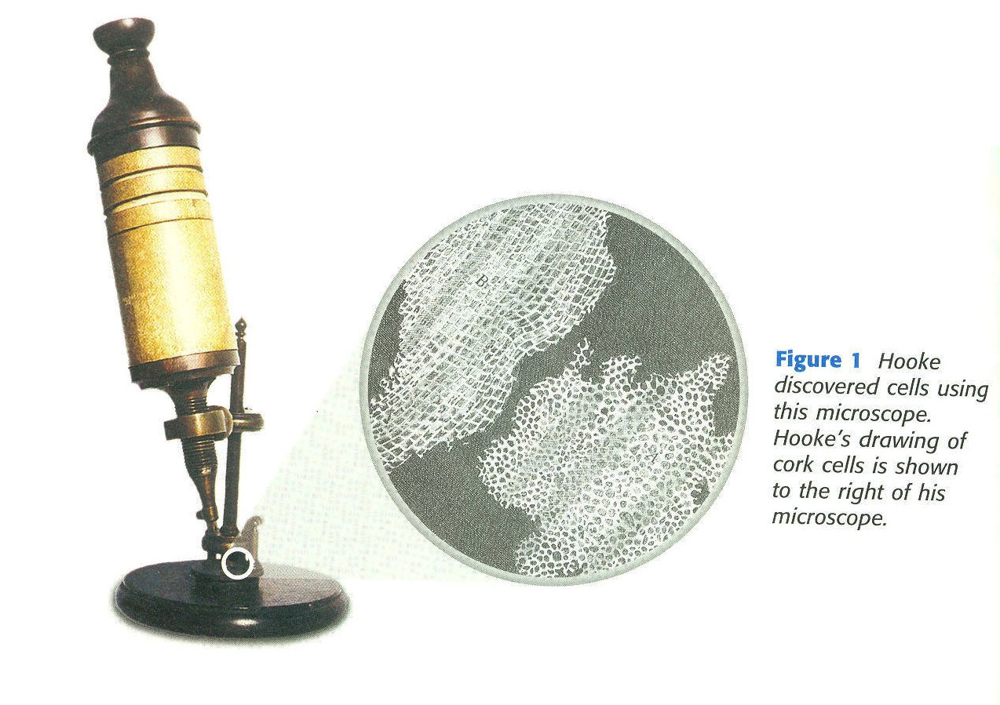 B
A
Figure 1 Hooke
discovered cells using
this microscope.
Hooke's drawing of
cork cells is shown
to the right of his
microscope.